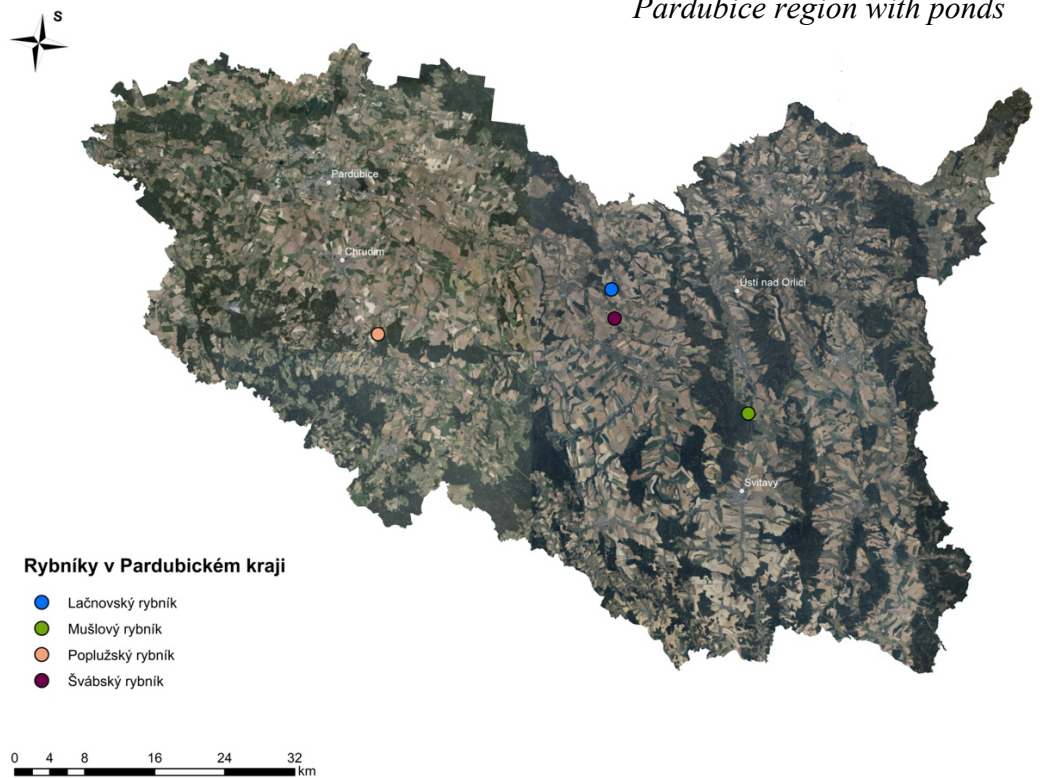 Pardubice region with ponds
S
Pardubice
Chrudim
Ústí nad Orlicí
Svitavy
Rybníky v Pardubickém kraji
Lačnovský rybník
Mušlový rybník
Poplužský rybník
Švábský rybník
0 4 8 16 24 32
km